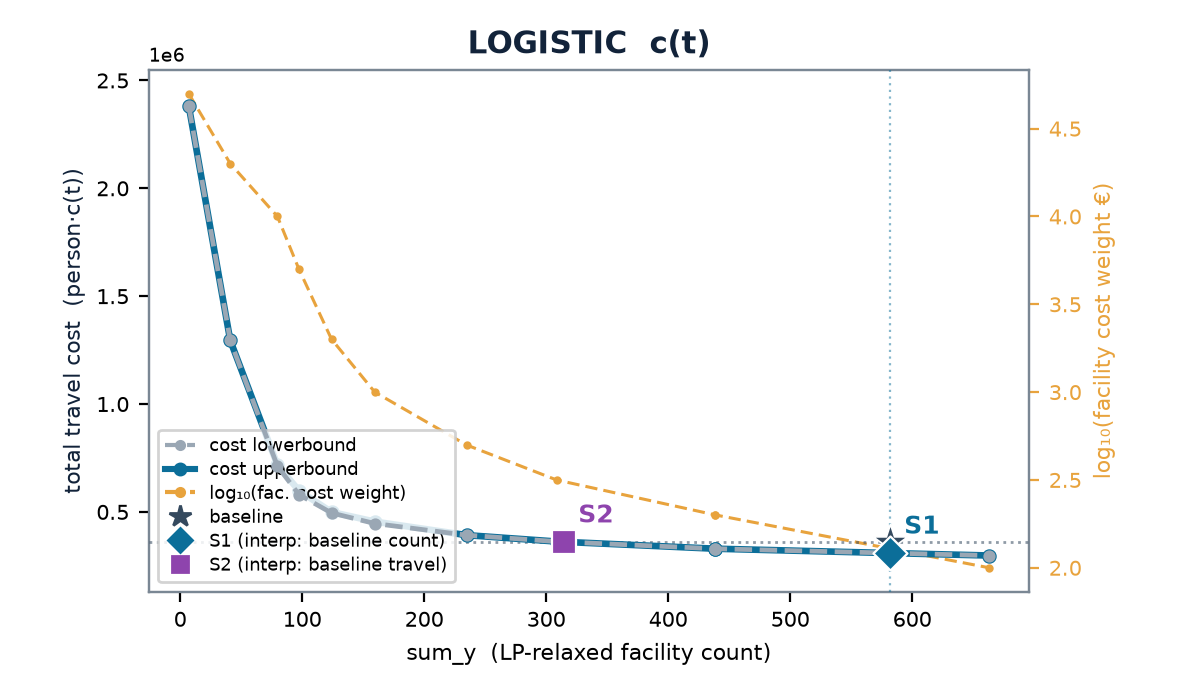 LOGISTIC c(t)
1e6
2.5
2.0
1.5
1.0
0.5
total travel cost (person·c(t))
4.5
4.0
3.5
3.0
2.5
2.0
log₁₀(facility cost weight €)
cost lowerbound
cost upperbound
log₁₀(fac. cost weight)
baseline
S1 (interp: baseline count)
S2 (interp: baseline travel)
S2
S1
0 100 200 300 400 500 600
sum_y (LP-relaxed facility count)